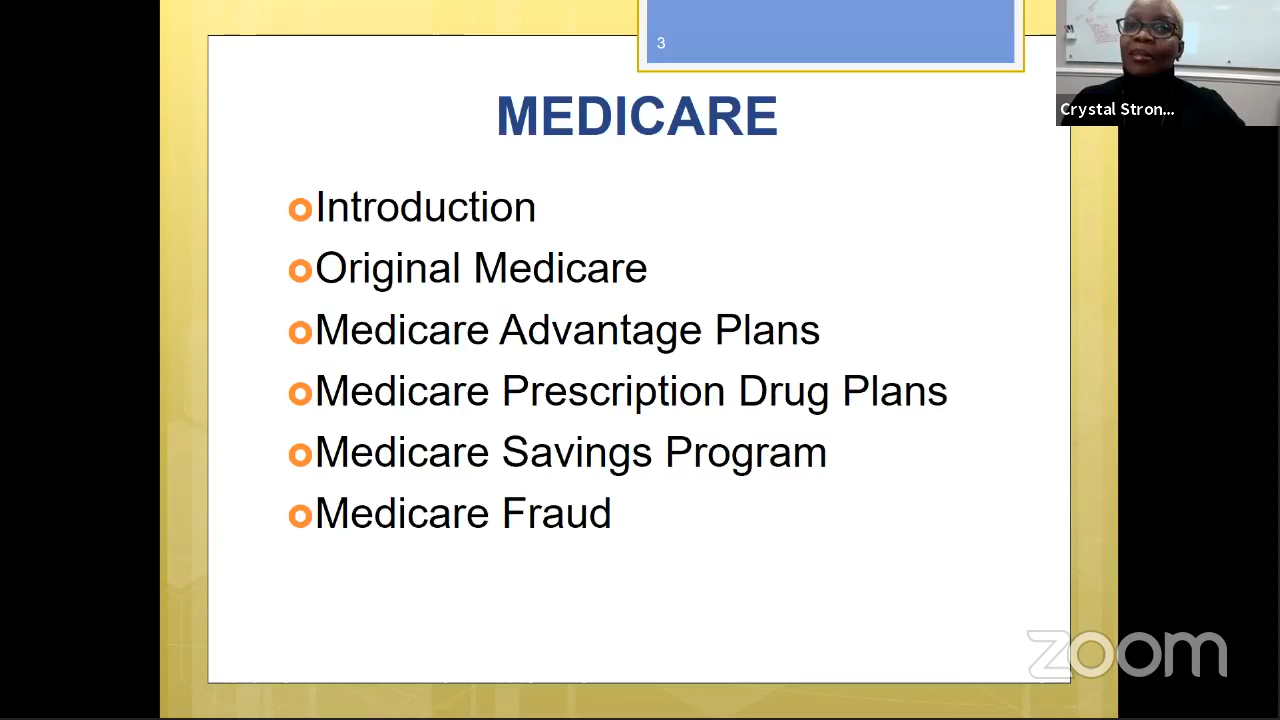 3
Crystal Stron...
MEDICARE
Introduction
Original Medicare
Medicare Advantage Plans
Medicare Prescription Drug Plans
Medicare Savings Program
Medicare Fraud
zoom